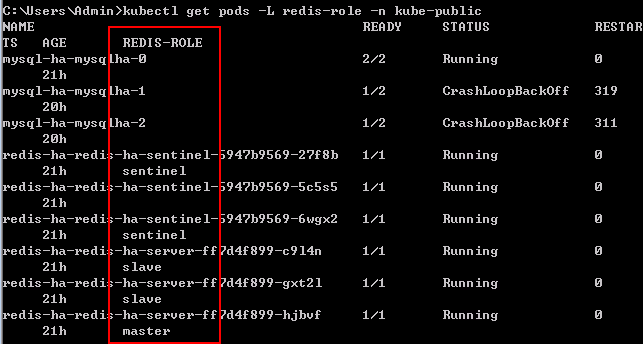 C:\Users\Admin>kubectl get pods -L redis-role -n kube-public
NAME READY STATUS RESTAR
TS AGE REDIS-ROLE
mysql-ha-mysqlha-0 2/2 Running 0
21h
mysql-ha-mysqlha-1 1/2 CrashLoopBackOff 319
20h
mysql-ha-mysqlha-2 1/2 CrashLoopBackOff 311
20h
redis-ha-redis-ha-sentinel-5947b9569-27f8b 1/1 Running 0
21h sentinel
redis-ha-redis-ha-sentinel-5947b9569-5c5s5 1/1 Running 0
21h
redis-ha-redis-ha-sentinel-5947b9569-6wgx2 1/1 Running 0
21h sentinel
redis-ha-redis-ha-server-ff7d4f899-c9l4n 1/1 Running 0
21h slave
redis-ha-redis-ha-server-ff7d4f899-gxt2l 1/1 Running 0
21h slave
redis-ha-redis-ha-server-ff7d4f899-hjbvf 1/1 Running 0
21h master